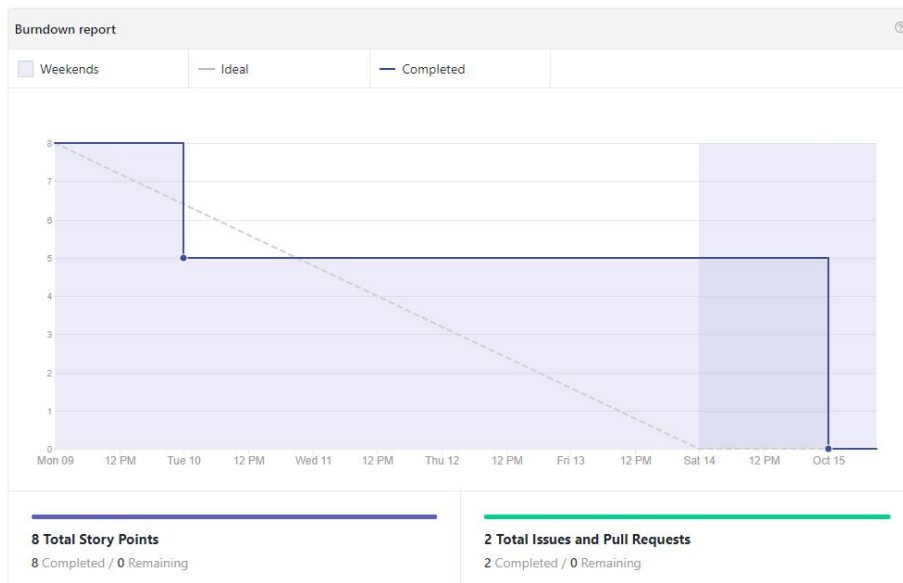 Burndown report
Weekends
Ideal
Completed
8
7
6
5
4
3
2
1
0
Mon 09 12 PM Tue 10 12 PM Wed 11 12 PM Thu 12 12 PM Fri 13 12 PM Sat 14 12 PM Oct 15
8 Total Story Points
8 Completed / 0 Remaining
2 Total Issues and Pull Requests
2 Completed / 0 Remaining